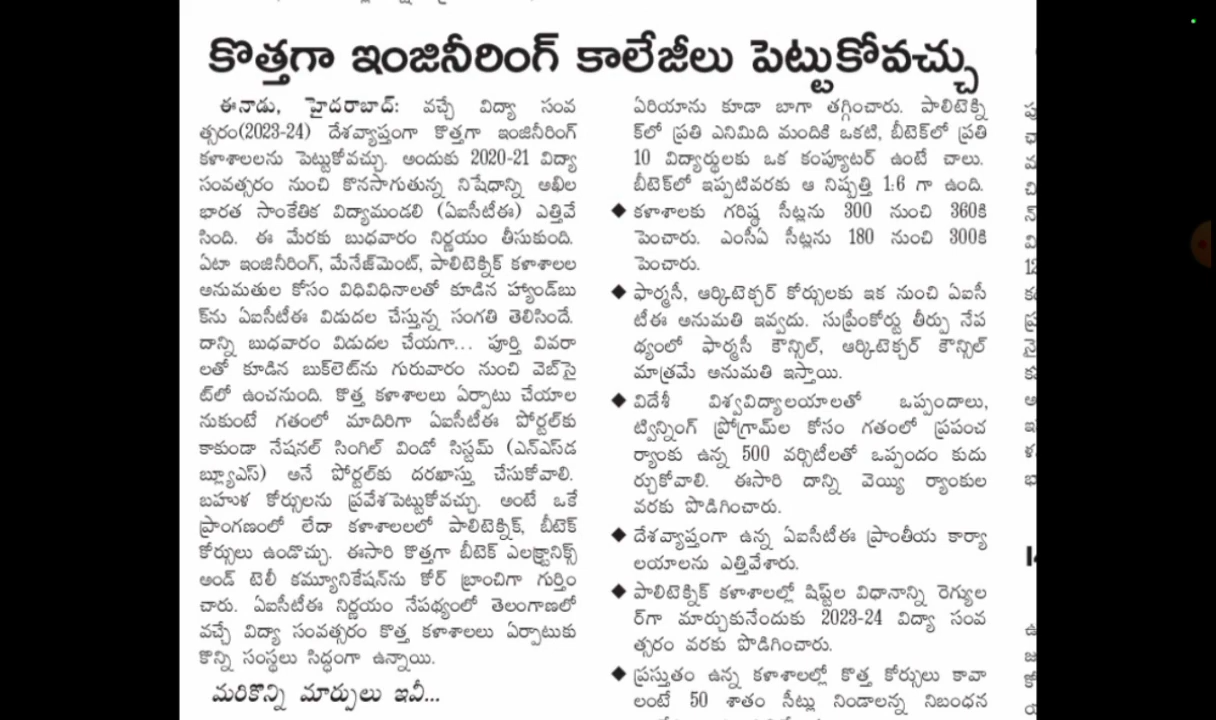 కొత్తగా ఇంజినీరింగ్ కాలేజీలు పెట్టుకోవచ్చు
ఈనాడు, హైదరాబాద్: వచ్చే విద్యా సంవ
త్సరం(2023-24) దేశవ్యాప్తంగా కొత్తగా ఇంజినీరింగ్
కళాశాలలను పెట్టుకోవచ్చు. అందుకు 2020-21 విద్యా
సంవత్సరం నుంచి కొనసాగుతున్న నిషేధాన్ని అఖిల
భారత సాంకేతిక విద్యామండలి (ఏఐసీటీఈ) ఎత్తివే
సింది. ఈ మేరకు బుధవారం నిర్ణయం తీసుకుంది.
ఏటా ఇంజినీరింగ్, మేనేజ్‌మెంట్, పాలిటెక్నిక్ కళాశాలల
అనుమతుల కోసం విధివిధినాలతో కూడిన హ్యాండ్‌బు
క్‌ను ఏఐసీటీఈ విడుదల చేస్తున్న సంగతి తెలిసిందే.
దాన్ని బుధవారం విడుదల చేయగా... పూర్తి వివరా
లతో కూడిన బుక్‌లెట్‌ను గురువారం నుంచి వెబ్‌సై
ట్‌లో ఉంచనుంది. కొత్త కళాశాలలు ఏర్పాటు చేయాల
నుకుంటే గతంలో మాదిరిగా ఏఐసీటీఈ పోర్టల్‌కు
కాకుండా నేషనల్ సింగిల్ విండో సిస్టమ్ (ఎన్ఎస్‌డ
బ్ల్యూఎస్) అనే పోర్టల్‌కు దరఖాస్తు చేసుకోవాలి.
బహుళ కోర్సులను ప్రవేశపెట్టుకోవచ్చు. అంటే ఒకే
ప్రాంగణంలో లేదా కళాశాలలలో పాలిటెక్నిక్, బీటెక్
కోర్సులు ఉండొచ్చు. ఈసారి కొత్తగా బీటెక్ ఎలక్ట్రానిక్స్
అండ్ టెలీ కమ్యూనికేషన్‌ను కోర్ బ్రాంచిగా గుర్తిం
చారు. ఏఐసీటీఈ నిర్ణయం నేపథ్యంలో తెలంగాణలో
వచ్చే విద్యా సంవత్సరం కొత్త కళాశాలలు ఏర్పాటుకు
కొన్ని సంస్థలు సిద్ధంగా ఉన్నాయి.
మరికొన్ని మార్పులు ఇవీ...
ఏరియాను కూడా బాగా తగ్గించారు. పాలిటెక్ని
క్‌లో ప్రతి ఎనిమిది మందికి ఒకటి, బీటెక్‌లో ప్రతి
10 విద్యార్థులకు ఒక కంప్యూటర్ ఉంటే చాలు.
బీటెక్‌లో ఇప్పటివరకు ఆ నిష్పత్తి 1:6 గా ఉంది.
◆ కళాశాలకు గరిష్ఠ సీట్లను 300 నుంచి 360కి
పెంచారు. ఎంసీఏ సీట్లను 180 నుంచి 300కి
పెంచారు.
◆ ఫార్మసీ, ఆర్కిటెక్చర్ కోర్సులకు ఇక నుంచి ఏఐసీ
టీఈ అనుమతి ఇవ్వదు. సుప్రీంకోర్టు తీర్పు నేప
థ్యంలో ఫార్మసీ కౌన్సిల్, ఆర్కిటెక్చర్ కౌన్సిల్
మాత్రమే అనుమతి ఇస్తాయి.
◆ విదేశీ విశ్వవిద్యాలయాలతో ఒప్పందాలు,
ట్విన్నింగ్ ప్రోగ్రామ్‌ల కోసం గతంలో ప్రపంచ
ర్యాంకు ఉన్న 500 వర్సిటీలతో ఒప్పందం కుదు
ర్చుకోవాలి. ఈసారి దాన్ని వెయ్యి ర్యాంకుల
వరకు పొడిగించారు.
◆ దేశవ్యాప్తంగా ఉన్న ఏఐసీటీఈ ప్రాంతీయ కార్యా
లయాలను ఎత్తివేశారు.
◆ పాలిటెక్నిక్ కళాశాలల్లో షిఫ్ట్‌ల విధానాన్ని రెగ్యుల
ర్‌గా మార్చుకునేందుకు 2023-24 విద్యా సంవ
త్సరం వరకు పొడిగించారు.
◆ ప్రస్తుతం ఉన్న కళాశాలల్లో కొత్త కోర్సులు కావా
లంటే 50 శాతం సీట్లు నిండాలన్న నిబంధన